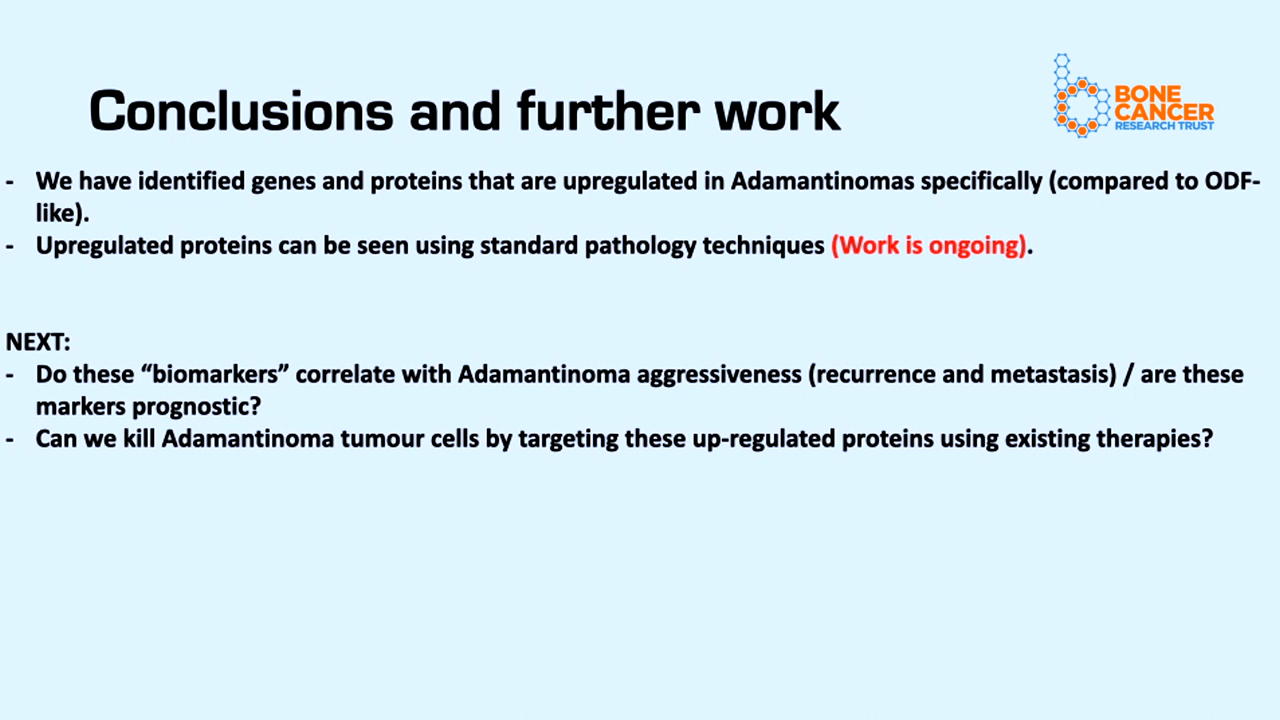 Conclusions and further work
BONE
CANCER
RESEARCH TRUST
- We have identified genes and proteins that are upregulated in Adamantinomas specifically (compared to ODF-
like).
- Upregulated proteins can be seen using standard pathology techniques (Work is ongoing).
NEXT:
- Do these “biomarkers” correlate with Adamantinoma aggressiveness (recurrence and metastasis) / are these
markers prognostic?
- Can we kill Adamantinoma tumour cells by targeting these up-regulated proteins using existing therapies?